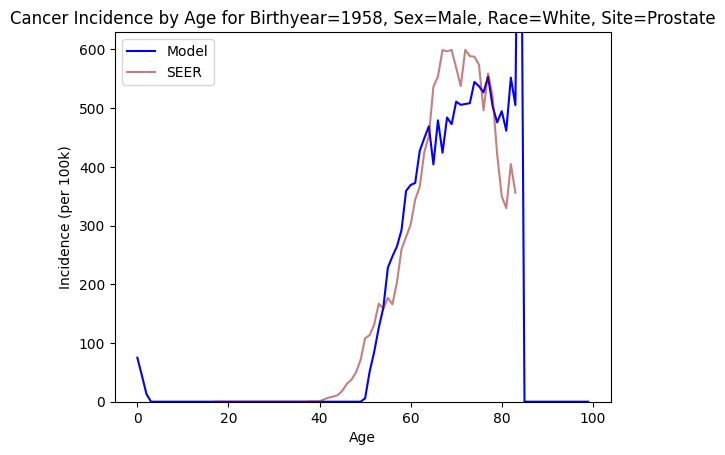 Cancer Incidence by Age for Birthyear=1958, Sex=Male, Race=White, Site=Prostate
Model
SEER
600
500
400
300
200
100
0
Incidence (per 100k)
0 20 40 60 80 100
Age